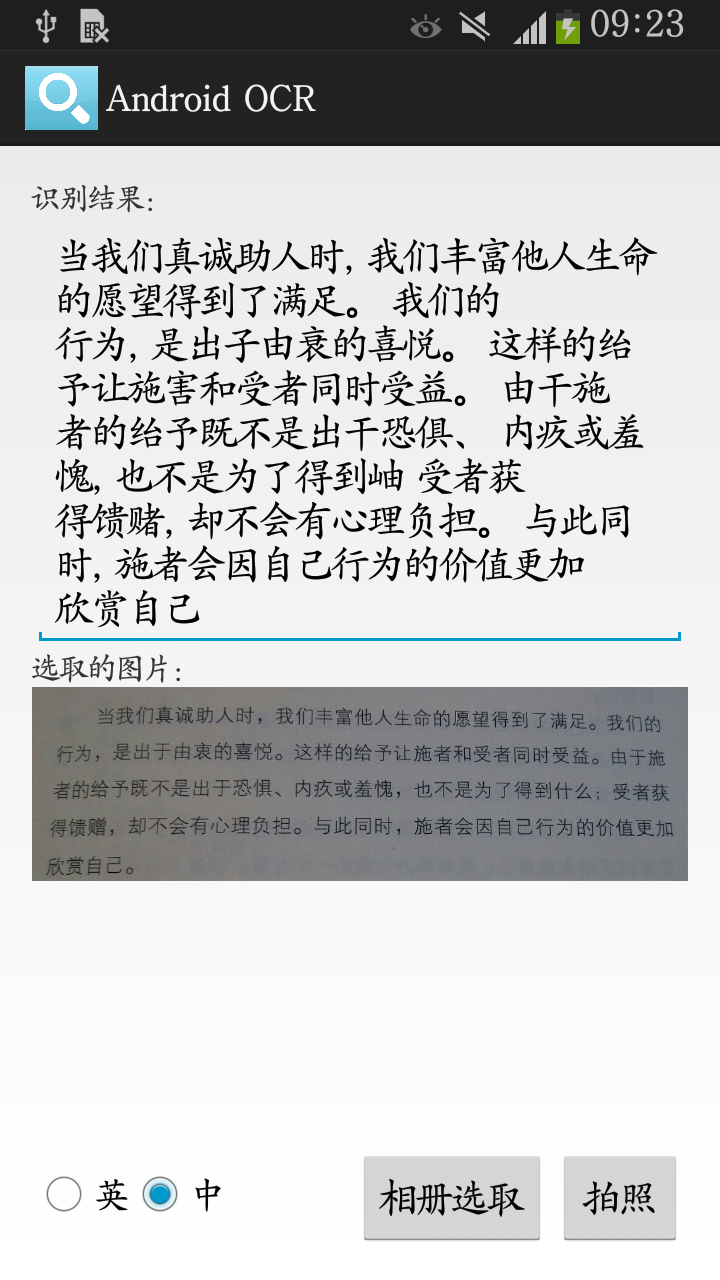 09:23
Android OCR
识别结果:
当我们真诚助人时, 我们丰富他人生命
的愿望得到了满足。 我们的
行为, 是出子由衰的喜悦。 这样的绐
予让施害和受者同时受益。 由干施
者的绐予既不是出干恐俱、 内疚或羞
愧, 也不是为了得到岫 受者获
得馈赌, 却不会有心理负担。 与此同
时, 施者会因自己行为的价值更加
欣赏自己
选取的图片:
当我们真诚助人时，我们丰富他人生命的愿望得到了满足。我们的
行为，是出于由衷的喜悦。这样的给予让施者和受者同时受益。由于施
者的给予既不是出于恐惧、内疚或羞愧，也不是为了得到什么；受者获
得馈赠，却不会有心理负担。与此同时，施者会因自己行为的价值更加
欣赏自己。
英 中 相册选取 拍照